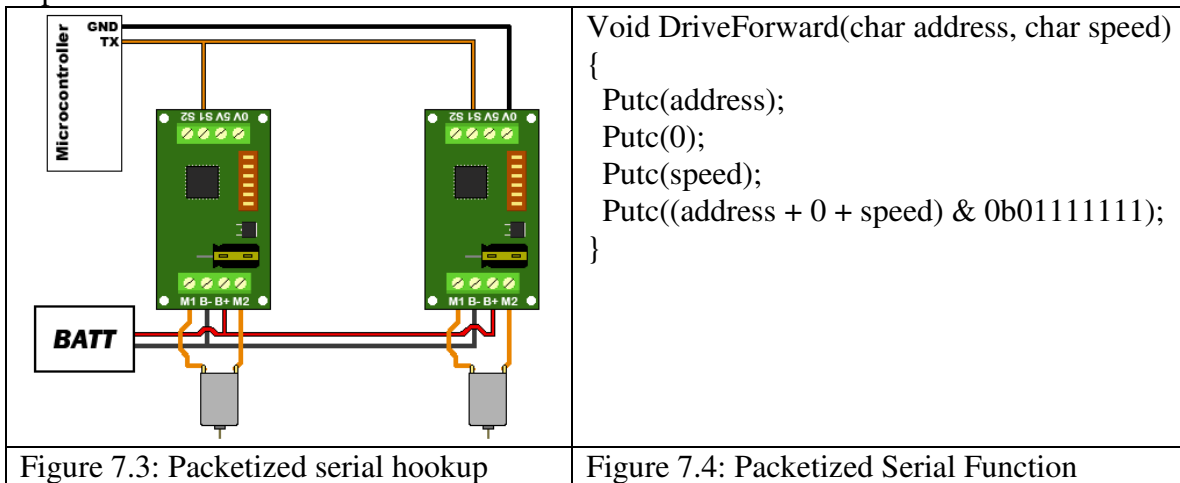 GND
TX
Microcontroller
S2 S1 5V 0V
S2 S1 5V 0V
M1 B- B+ M2
M1 B- B+ M2
BATT
Void DriveForward(char address, char speed)
{
Putc(address);
Putc(0);
Putc(speed);
Putc((address + 0 + speed) & 0b01111111);
}
Figure 7.3: Packetized serial hookup
Figure 7.4: Packetized Serial Function